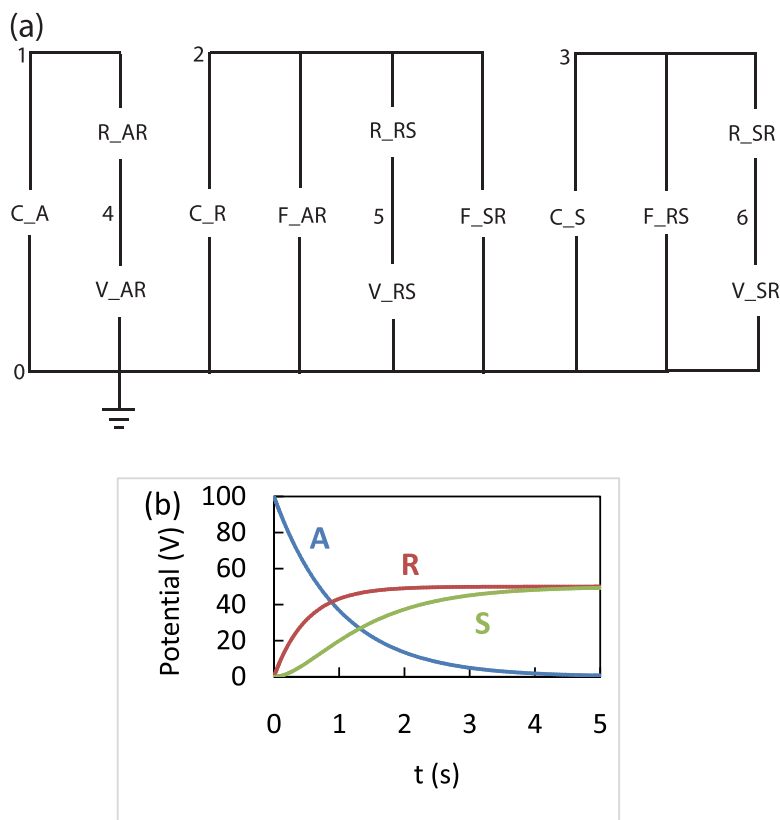 (a)
1 2 3
R_AR R_RS R_SR
C_A 4 C_R F_AR 5 F_SR C_S F_RS 6
V_AR V_RS V_SR
0
(b)
Potential (V)
100
80
60
40
20
0
A
R
S
0 1 2 3 4 5
t (s)